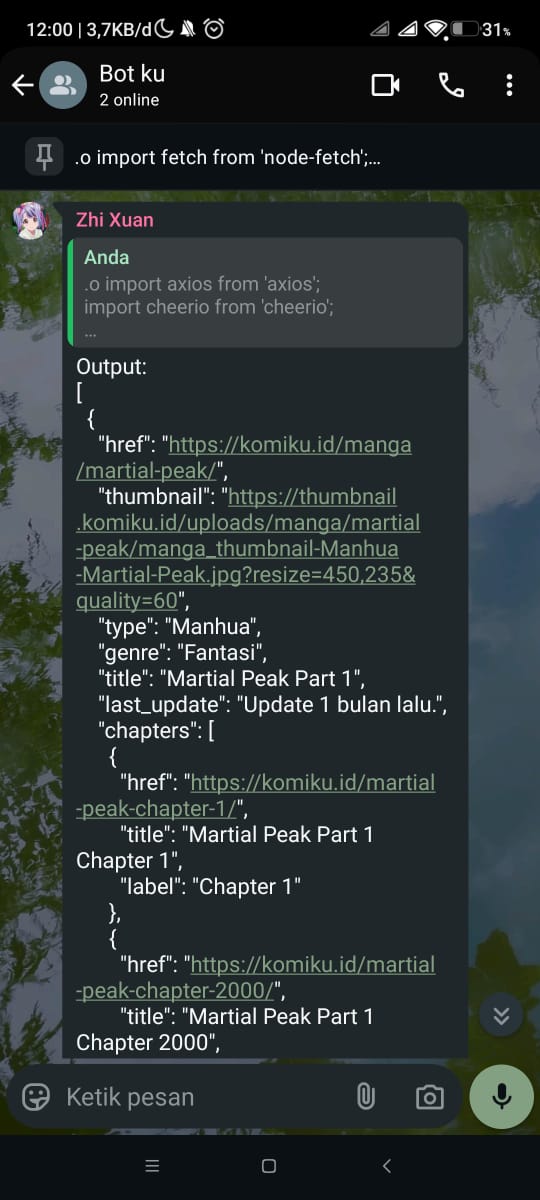 12:00 | 3,7KB/d
31%
Bot ku
2 online
.o import fetch from 'node-fetch';...
Zhi Xuan
Anda
.o import axios from 'axios';
import cheerio from 'cheerio';
...
Output:
[
{
"href": "https://komiku.id/manga
/martial-peak/",
"thumbnail": "https://thumbnail
.komiku.id/uploads/manga/martial
-peak/manga_thumbnail-Manhua
-Martial-Peak.jpg?resize=450,235&
quality=60",
"type": "Manhua",
"genre": "Fantasi",
"title": "Martial Peak Part 1",
"last_update": "Update 1 bulan lalu.",
"chapters": [
{
"href": "https://komiku.id/martial
-peak-chapter-1/",
"title": "Martial Peak Part 1
Chapter 1",
"label": "Chapter 1"
},
{
"href": "https://komiku.id/martial
-peak-chapter-2000/",
"title": "Martial Peak Part 1
Chapter 2000",
Ketik pesan